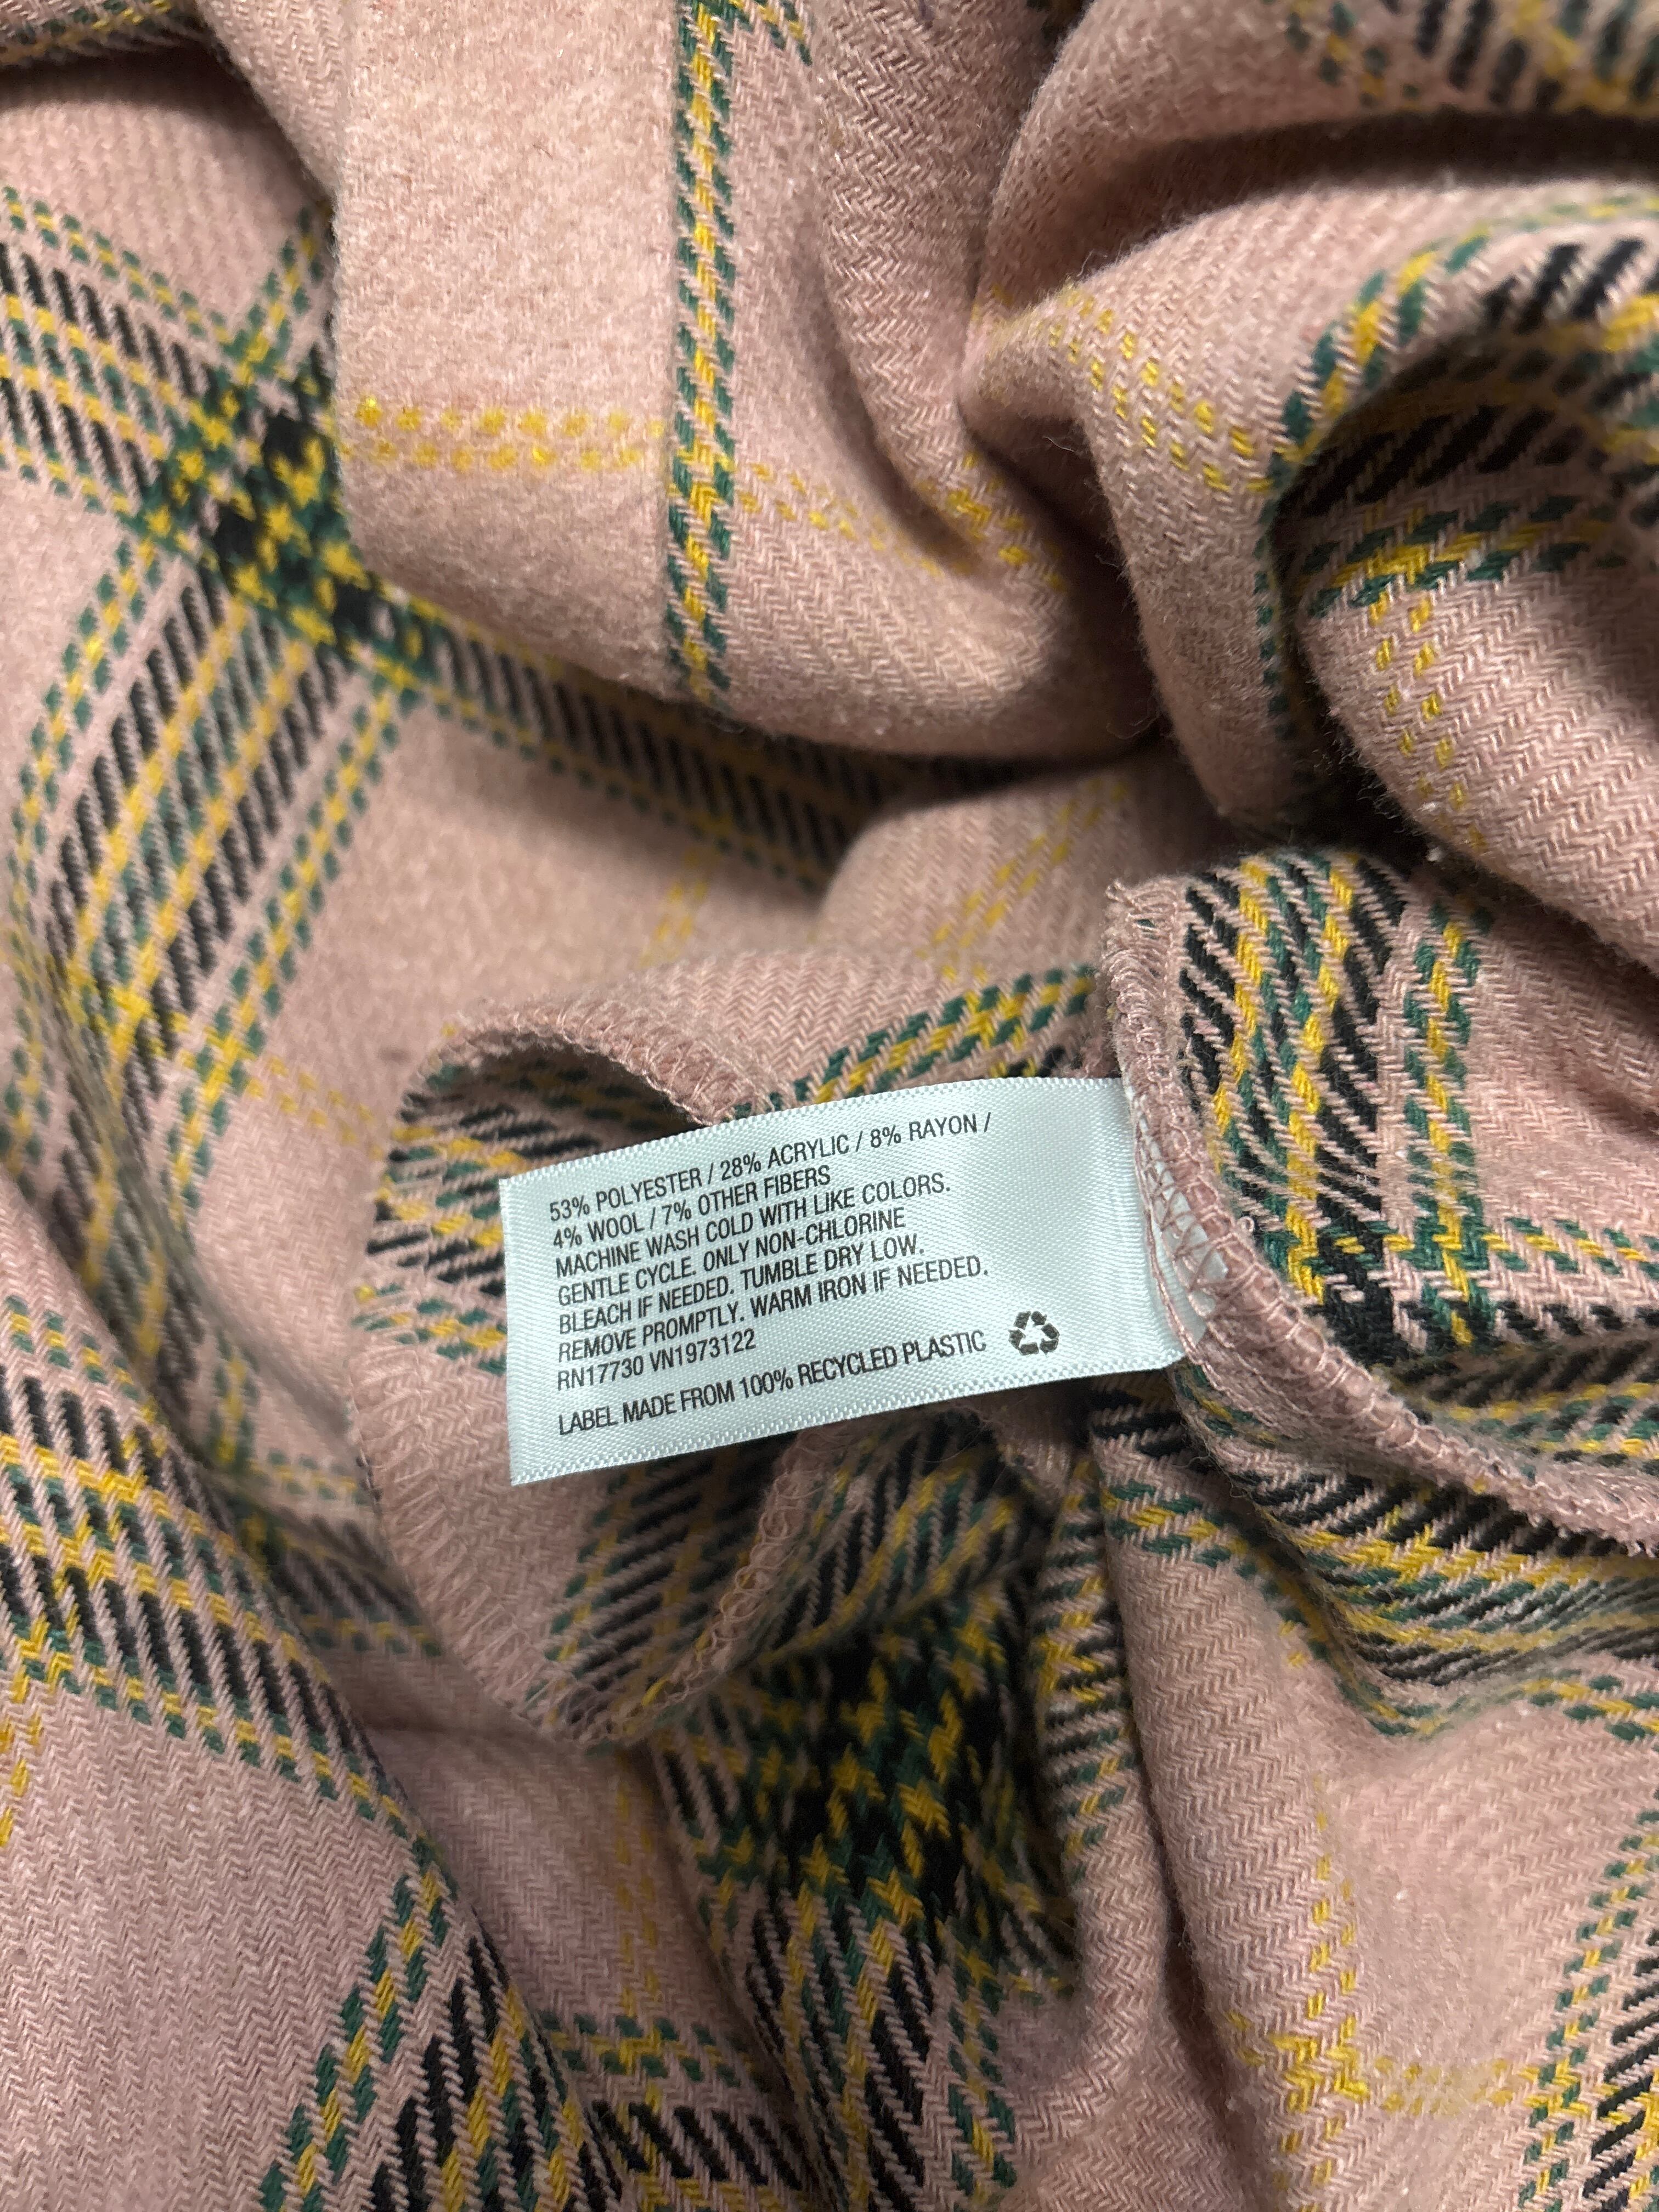 53% POLYESTER / 28% ACRYLIC / 8% RAYON /
4% WOOL / 7% OTHER FIBERS
MACHINE WASH COLD WITH LIKE COLORS.
GENTLE CYCLE. ONLY NON-CHLORINE
BLEACH IF NEEDED. TUMBLE DRY LOW.
REMOVE PROMPTLY. WARM IRON IF NEEDED.
RN17730 VN1973122
LABEL MADE FROM 100% RECYCLED PLASTIC